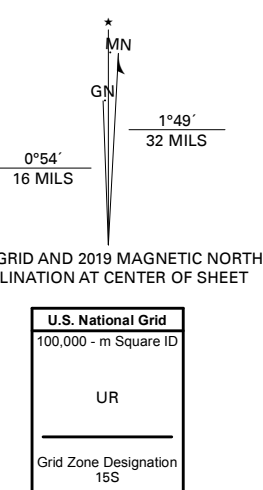 ★
MN
GN
1°49´
32 MILS
0°54´
16 MILS
GRID AND 2019 MAGNETIC NORTH
LINATION AT CENTER OF SHEET
U.S. National Grid
100,000 - m Square ID
UR
Grid Zone Designation
15S